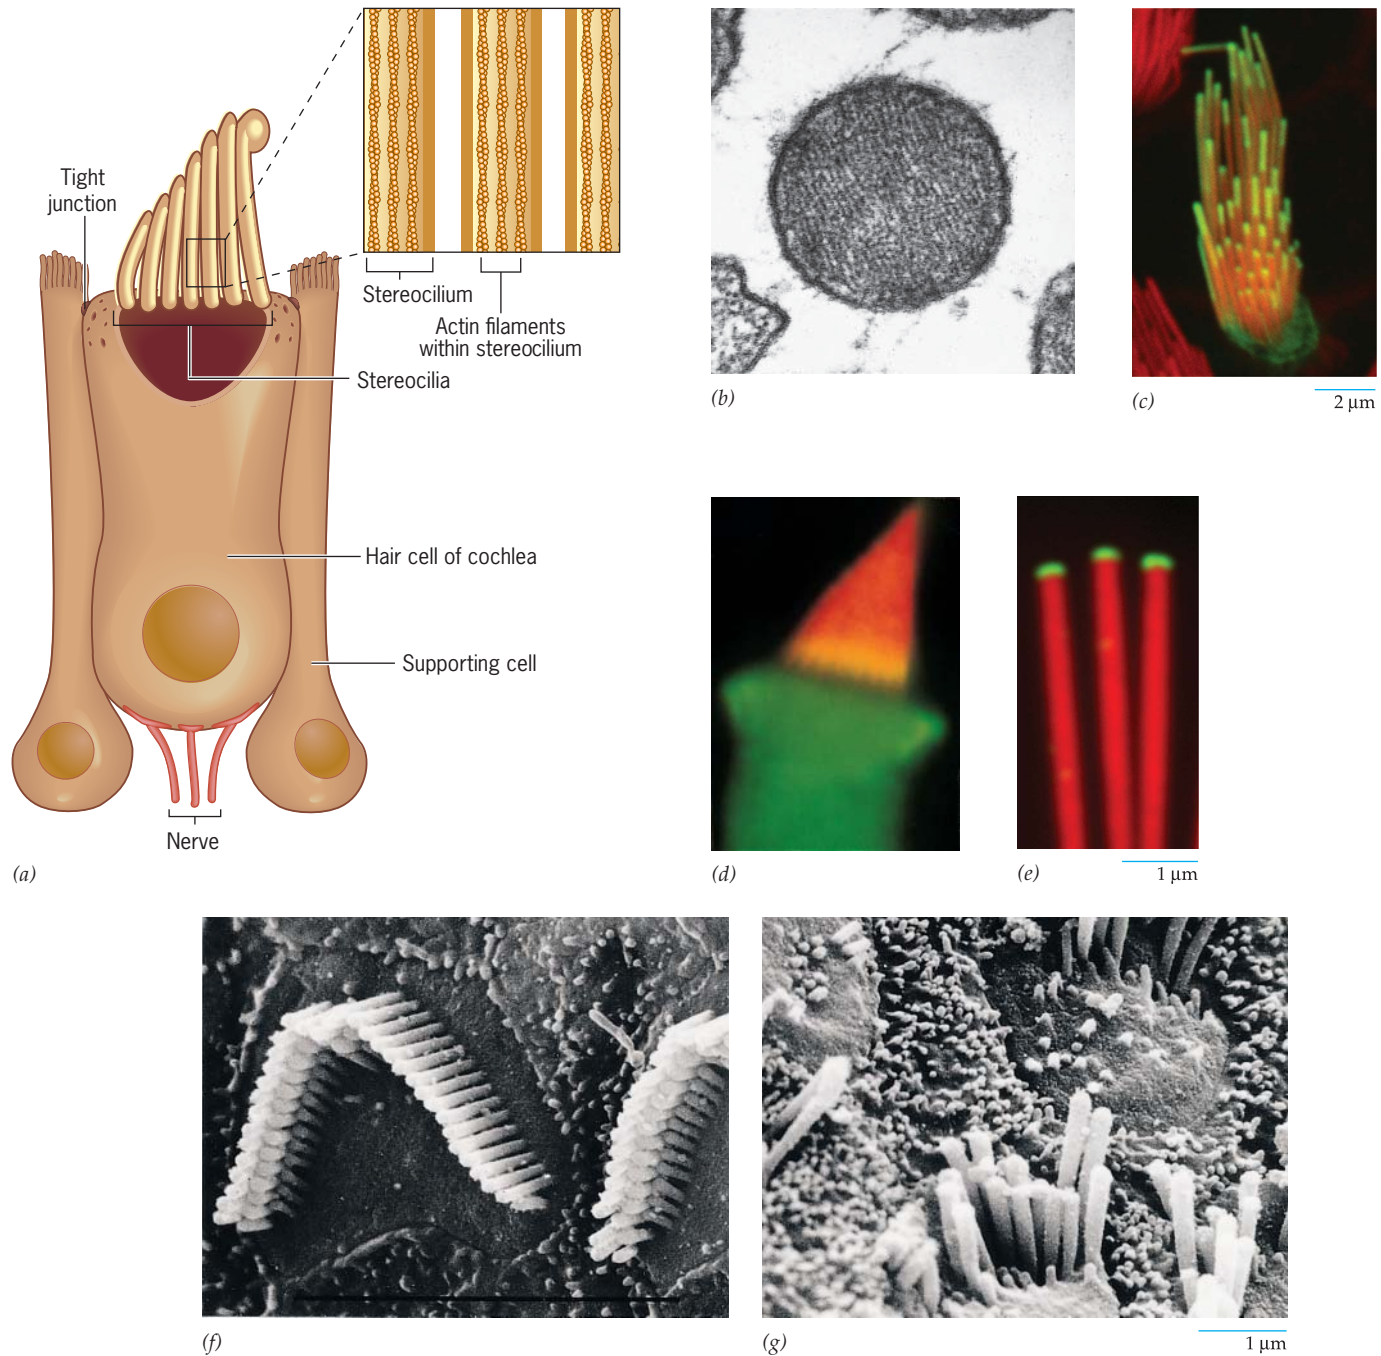 Tight
junction
Stereocilium
Actin filaments
within stereocilium
Stereocilia
Hair cell of cochlea
Supporting cell
Nerve
(a)
(b)
(c)
2 µm
(d)
(e)
1 µm
(f)
(g)
1 µm